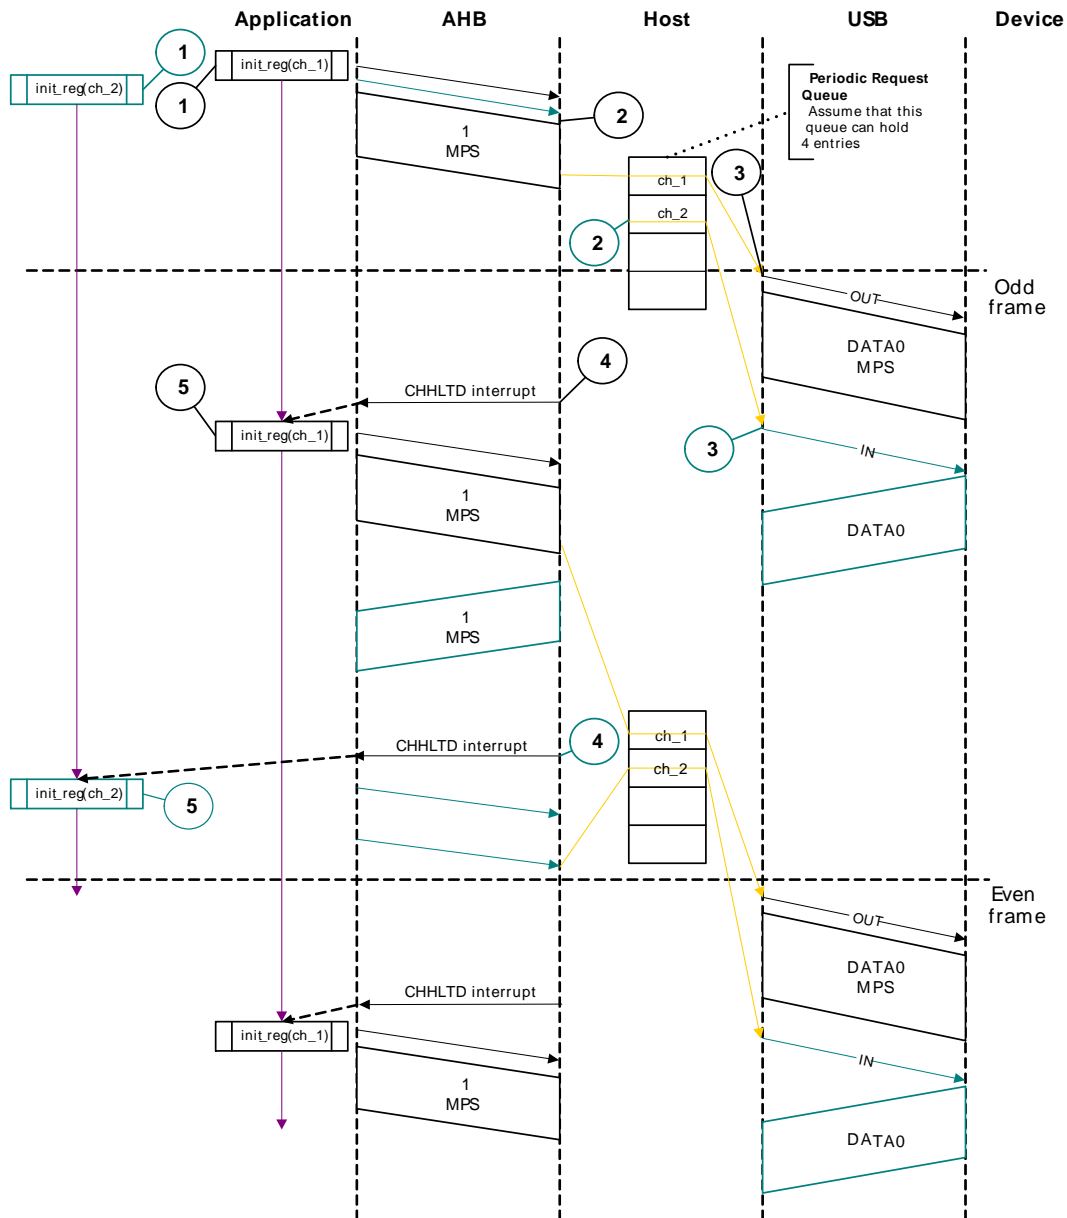 Application
AHB
Host
USB
Device
1
init_reg(ch_1)
init_reg(ch_2)
1
Periodic Request
Queue
Assume that this
queue can hold
4 entries
2
1
MPS
3
ch_1
ch_2
2
Odd
frame
OUT
DATA0
MPS
4
CHHLTD interrupt
5
init_reg(ch_1)
3
IN
1
MPS
DATA0
1
MPS
ch_1
4
CHHLTD interrupt
ch_2
init_reg(ch_2)
5
Even
frame
OUT
DATA0
MPS
CHHLTD interrupt
init_reg(ch_1)
IN
1
MPS
DATA0